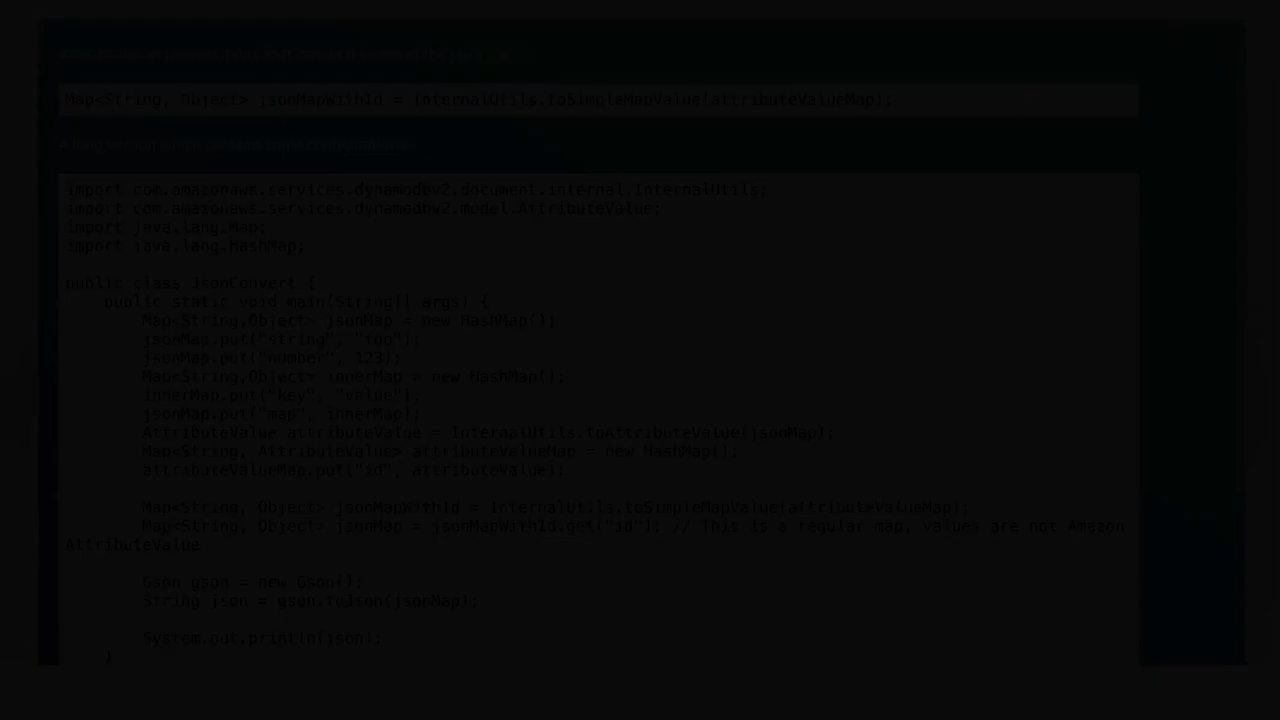 Map<String, Object> jsonMapWithId = InternalUtils.toSimpleMapValue(attributeValueMap);
A long version which contains some configurations:
import com.amazonaws.services.dynamodbv2.document.internal.InternalUtils;
import com.amazonaws.services.dynamodbv2.model.AttributeValue;
import java.lang.Map;
import java.lang.HashMap;
public class JsonConvert {
public static void main(String[] args) {
Map<String,Object> jsonMap = new HashMap();
jsonMap.put("string", "foo");
jsonMap.put("number", 123);
Map<String,Object> innerMap = new HashMap();
innerMap.put("key", "value");
jsonMap.put("map", innerMap);
AttributeValue attributeValue = InternalUtils.toAttributeValue(jsonMap);
Map<String, AttributeValue> attributeValueMap = new HashMap();
attributeValueMap.put("id", attributeValue);
Map<String, Object> jsonMapWithId = InternalUtils.toSimpleMapValue(attributeValueMap);
Map<String, Object> jsonMap = jsonMapWithId.get("id"); // This is a regular map, values are not Amazon
AttributeValue
Gson gson = new Gson();
String json = gson.toJson(jsonMap);
System.out.println(json);
}